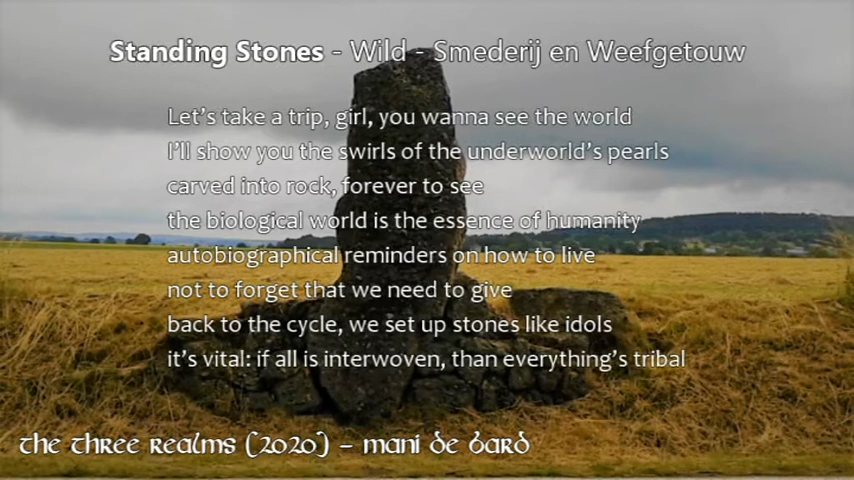 Standing Stones - Wild - Smederij en Weefgetouw
Let's take a trip, girl, you wanna see the world
I'll show you the swirls of the underworld's pearls
carved into rock, forever to see
the biological world is the essence of humanity
autobiographical reminders on how to live
not to forget that we need to give
back to the cycle, we set up stones like idols
it's vital: if all is interwoven, than everything's tribal
The Three Realms (2020) - Mani de Bard